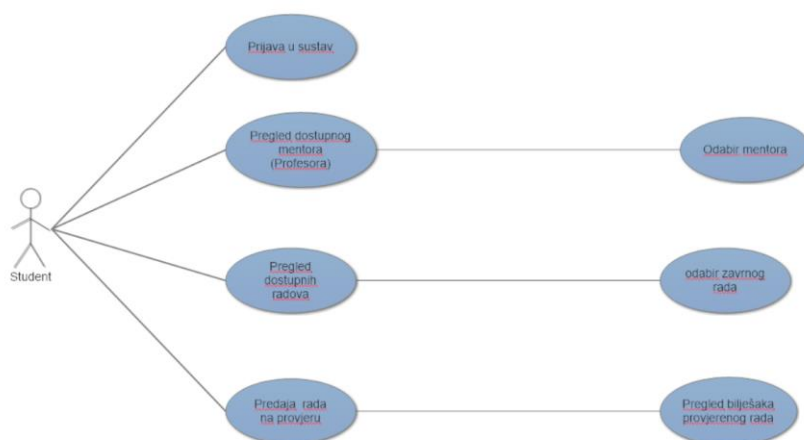 Prijava u sustav
Pregled dostupnog
mentora
(Profesora)
Odabir mentora
Student
Pregled
dostupnih
radova
odabir zavrnog
rada
Predaja rada
na provjeru
Pregled bilješaka
provjerenog rada